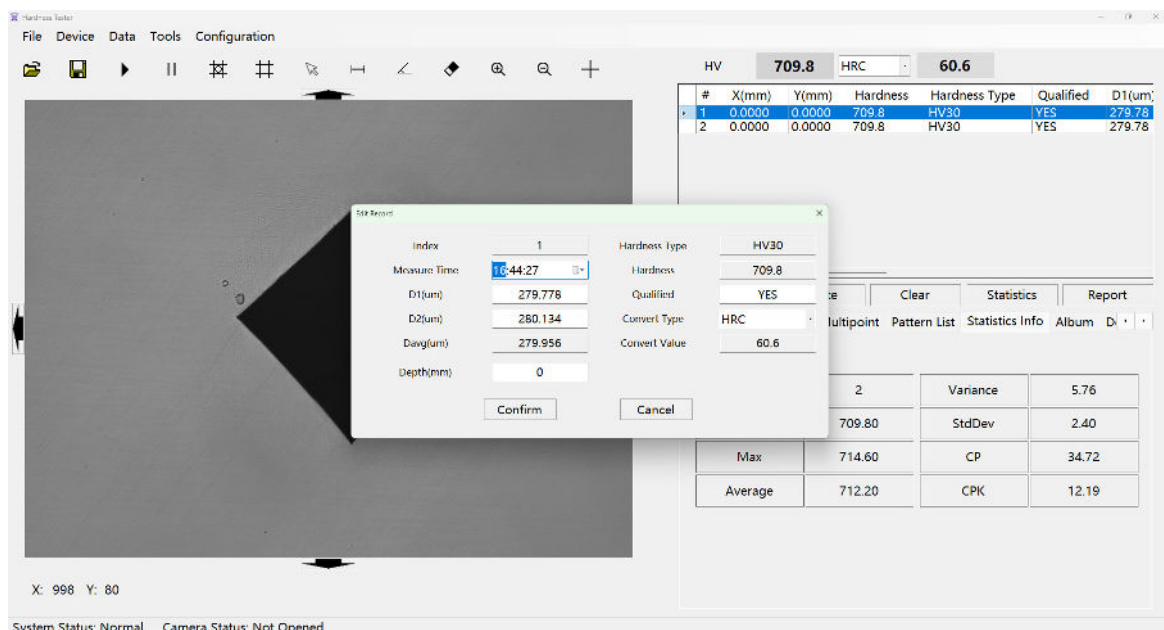 Hardness Tester
File Device Data Tools Configuration
HV 709.8 HRC 60.6
# X(mm) Y(mm) Hardness Hardness Type Qualified D1(um)
1 0.0000 0.0000 709.8 HV30 YES 279.78
2 0.0000 0.0000 709.8 HV30 YES 279.78
Edit Record
Index 1 Hardness Type HV30
Measure Time 16:44:27 Hardness 709.8
D1(um) 279.778 Qualified YES
D2(um) 280.134 Convert Type HRC
Davg(um) 279.956 Convert Value 60.6
Depth(mm) 0
Confirm Cancel
Clear Statistics Report
Multipoint Pattern List Statistics Info Album
2 Variance 5.76
709.80 StdDev 2.40
Max 714.60 CP 34.72
Average 712.20 CPK 12.19
X: 998 Y: 80
System Status: Normal Camera Status: Not Opened